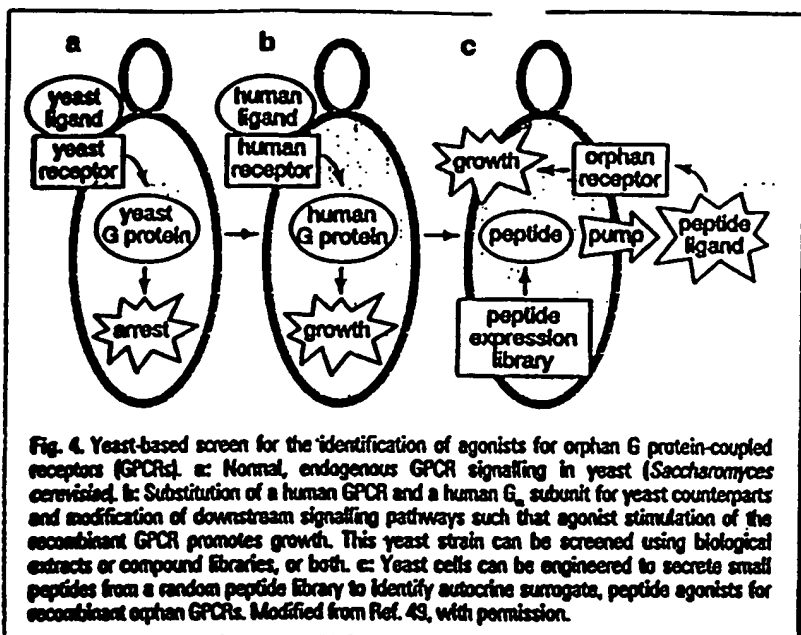 a
b
c
yeast
ligand
yeast
receptor
yeast
G protein
arrest
human
ligand
human
receptor
human
G protein
growth
growth
orphan
receptor
peptide
pump
peptide
ligand
peptide
expression
library
Fig. 4. Yeast-based screen for the identification of agonists for orphan G protein-coupled
receptors (GPCRs). a: Normal, endogenous GPCR signalling in yeast (Saccharomyces
cerevisiae). b: Substitution of a human GPCR and a human Gα subunit for yeast counterparts
and modification of downstream signalling pathways such that agonist stimulation of the
recombinant GPCR promotes growth. This yeast strain can be screened using biological
extracts or compound libraries, or both. c: Yeast cells can be engineered to secrete small
peptides from a random peptide library to identify autocrine surrogate, peptide agonists for
recombinant orphan GPCRs. Modified from Ref. 49, with permission.